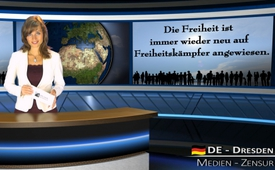 Die Freiheit ist
immer wieder neu auf
Freiheitskämpfer angewiesen.
DE - Dresden
Medien - Zensur